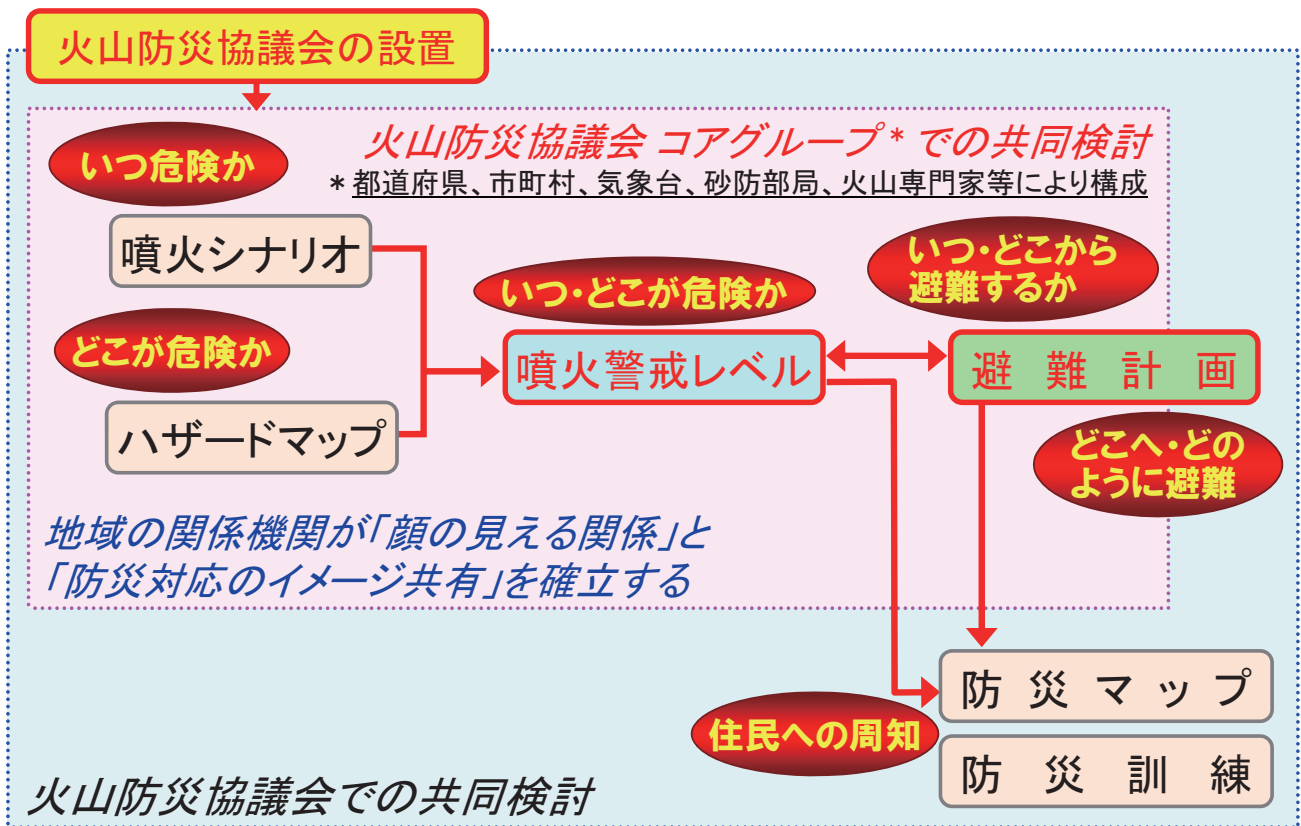 火山防災協議会の設置
火山防災協議会 コアグループ* での共同検討
*都道府県、市町村、気象台、砂防部局、火山専門家等により構成
いつ危険か
噴火シナリオ
どこが危険か
ハザードマップ
いつ・どこが危険か
噴火警戒レベル
いつ・どこから
避難するか
避難計画
どこへ・どの
ように避難
地域の関係機関が「顔の見える関係」と
「防災対応のイメージ共有」を確立する
防災マップ
住民への周知
防災訓練
火山防災協議会での共同検討